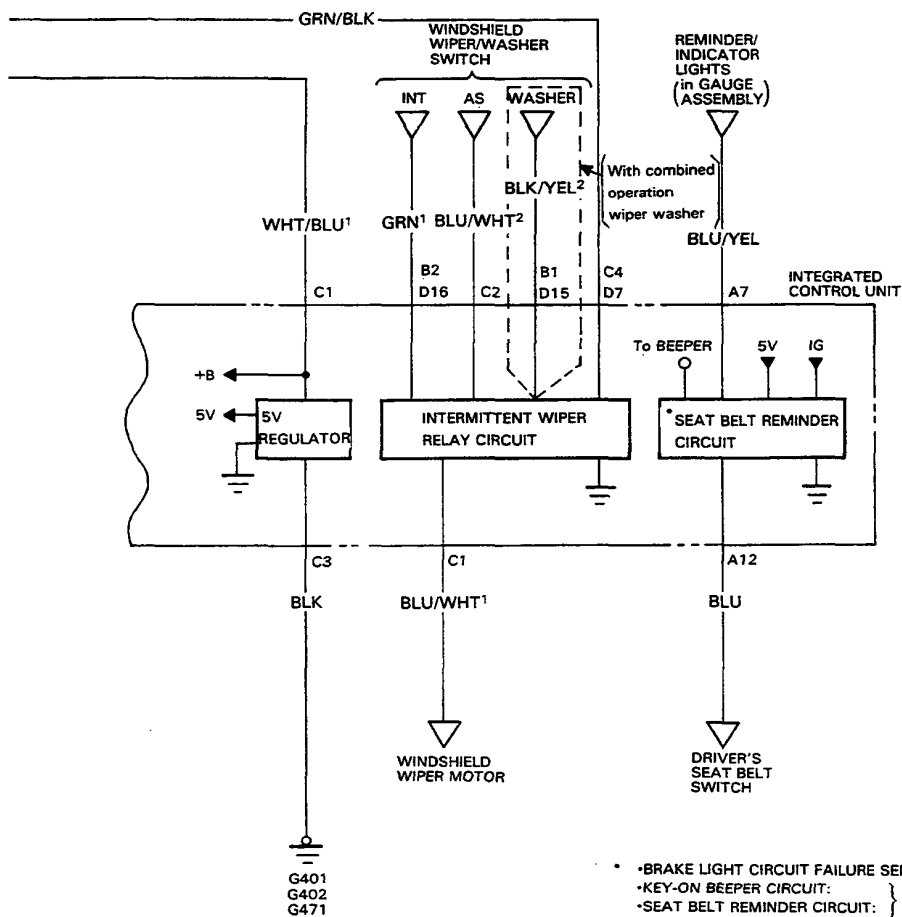 GRN/BLK
WINDSHIELD
WIPER/WASHER
SWITCH
REMINDER/
INDICATOR
LIGHTS
(in GAUGE
ASSEMBLY)
INT
AS
WASHER
With combined
operation
wiper washer
BLK/YEL²
WHT/BLU¹
GRN¹
BLU/WHT²
BLU/YEL
INTEGRATED
CONTROL UNIT
C1
B2
D16
C2
B1
D15
C4
D7
A7
To BEEPER
5V
IG
+B
5V
5V
REGULATOR
INTERMITTENT WIPER
RELAY CIRCUIT
*SEAT BELT REMINDER
CIRCUIT
C3
C1
A12
BLK
BLU/WHT¹
BLU
WINDSHIELD
WIPER MOTOR
DRIVER'S
SEAT BELT
SWITCH
G401
G402
G471
* •BRAKE LIGHT CIRCUIT FAILURE SE
•KEY-ON BEEPER CIRCUIT:
•SEAT BELT REMINDER CIRCUIT: }